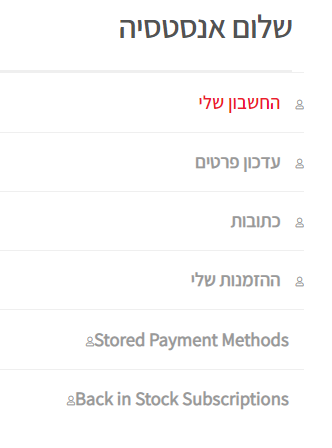 שלום אנסטסיה
החשבון שלי
עדכון פרטים
כתובות
ההזמנות שלי
Stored Payment Methods
Back in Stock Subscriptions